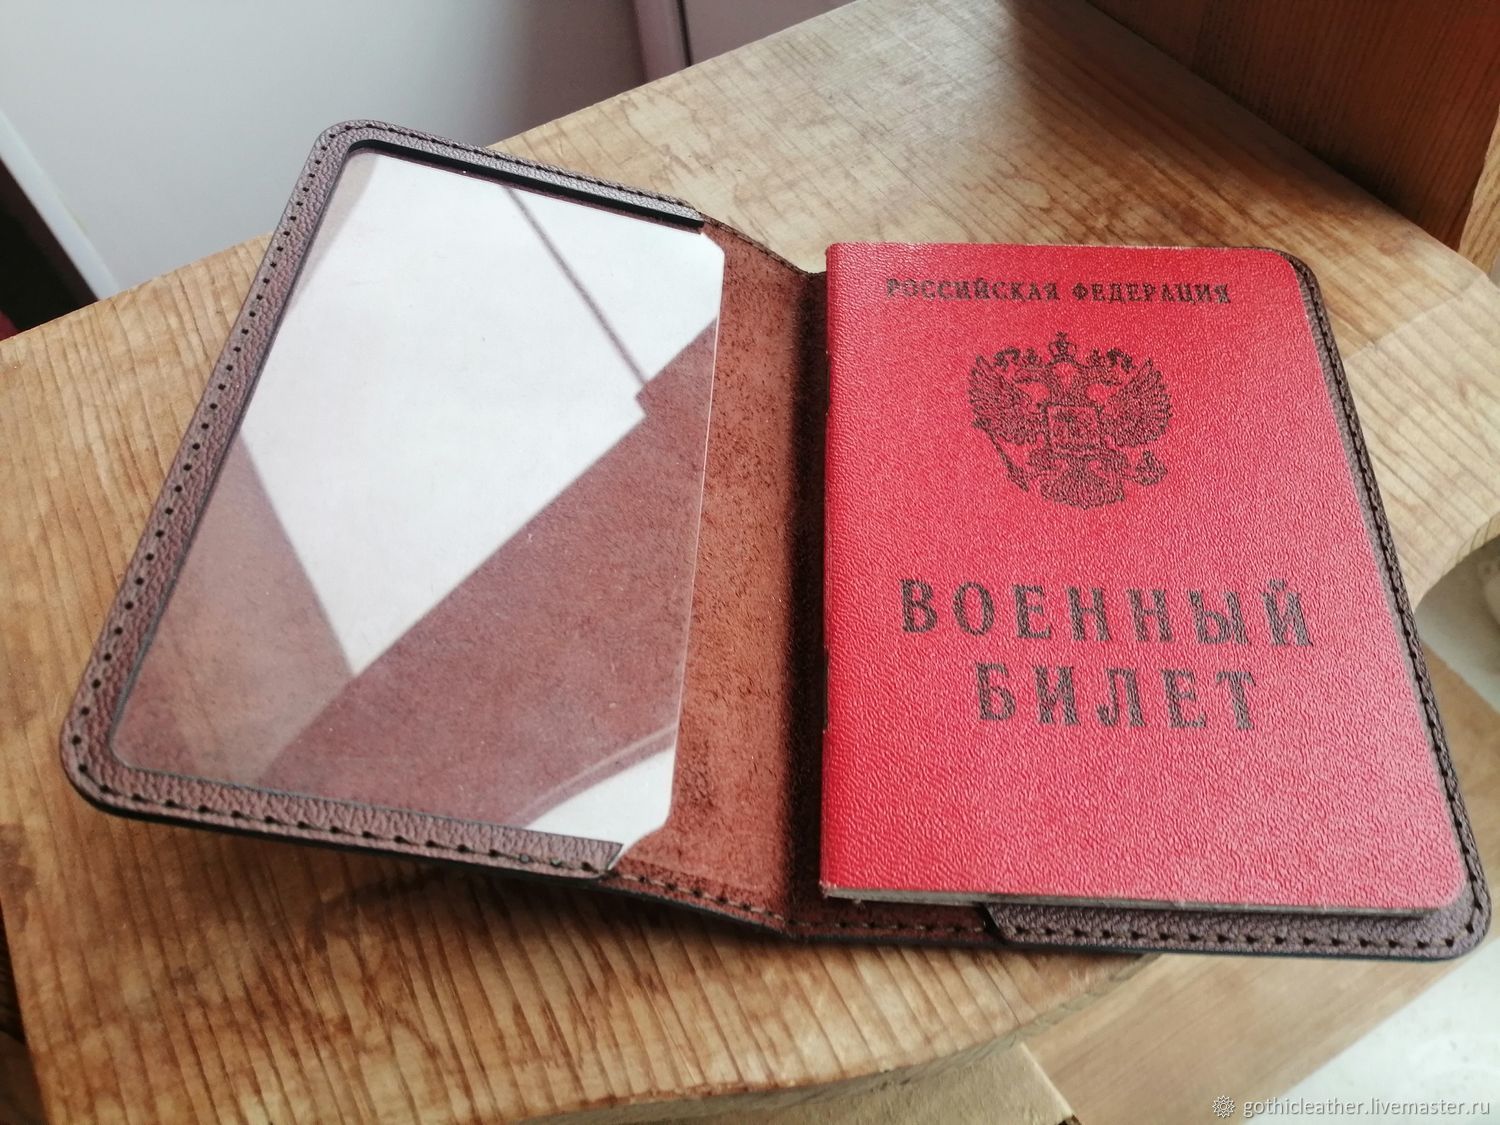 РОССИЙСКАЯ ФЕДЕРАЦИЯ
ВОЕННЫЙ
БИЛЕТ
gothicleather.livemaster.ru